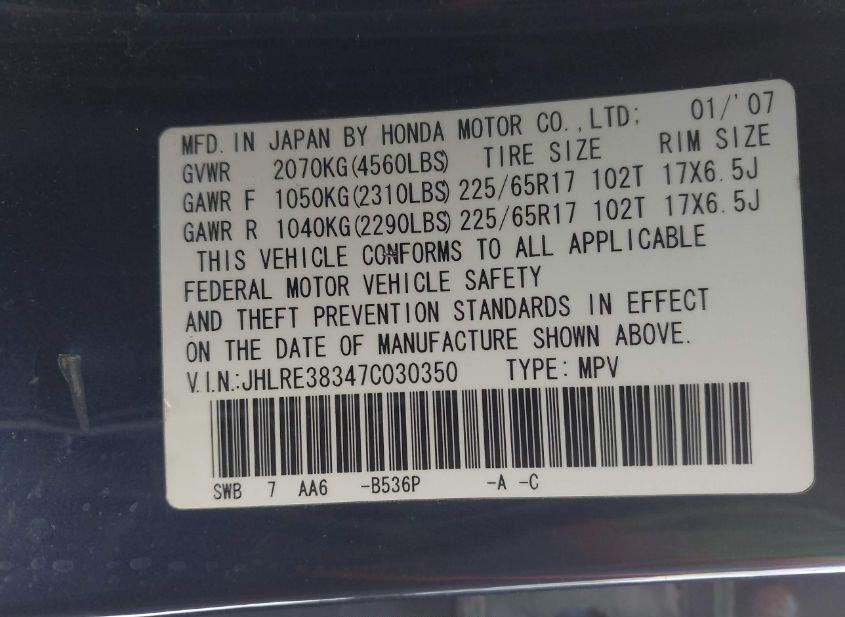 MFD. IN JAPAN BY HONDA MOTOR CO.,LTD; 01/'07
GVWR 2070KG(4560LBS) TIRE SIZE RIM SIZE
GAWR F 1050KG(2310LBS) 225/65R17 102T 17X6.5J
GAWR R 1040KG(2290LBS) 225/65R17 102T 17X6.5J
THIS VEHICLE CONFORMS TO ALL APPLICABLE
FEDERAL MOTOR VEHICLE SAFETY
AND THEFT PREVENTION STANDARDS IN EFFECT
ON THE DATE OF MANUFACTURE SHOWN ABOVE.
V.I.N.:JHLRE38347C030350 TYPE: MPV
SWB 7 AA6 -B536P -A -C